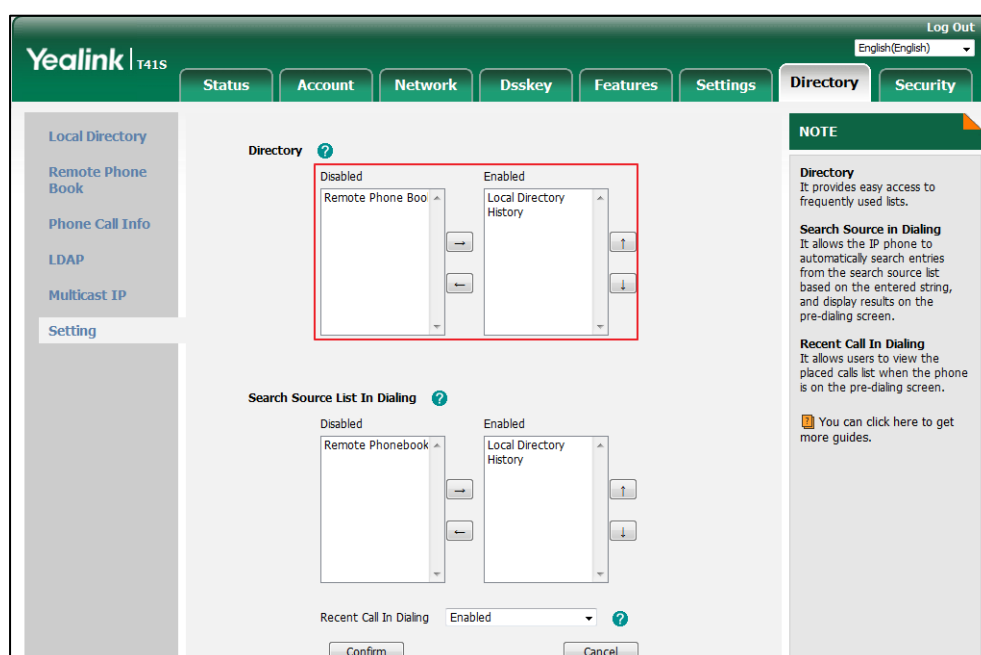 Log Out
English(English)
Yealink | T41S
Status Account Network Dsskey Features Settings Directory Security
Local Directory
Remote Phone
Book
Phone Call Info
LDAP
Multicast IP
Setting
Directory ?
Disabled Enabled
Remote Phone Boo
Local Directory
History
→
←
↑
↓
Search Source List In Dialing ?
Disabled Enabled
Remote Phonebook
Local Directory
History
→
←
↑
↓
Recent Call In Dialing Enabled ?
Confirm Cancel
NOTE
Directory
It provides easy access to
frequently used lists.
Search Source in Dialing
It allows the IP phone to
automatically search entries
from the search source list
based on the entered string,
and display results on the
pre-dialing screen.
Recent Call In Dialing
It allows users to view the
placed calls list when the phone
is on the pre-dialing screen.
? You can click here to get
more guides.